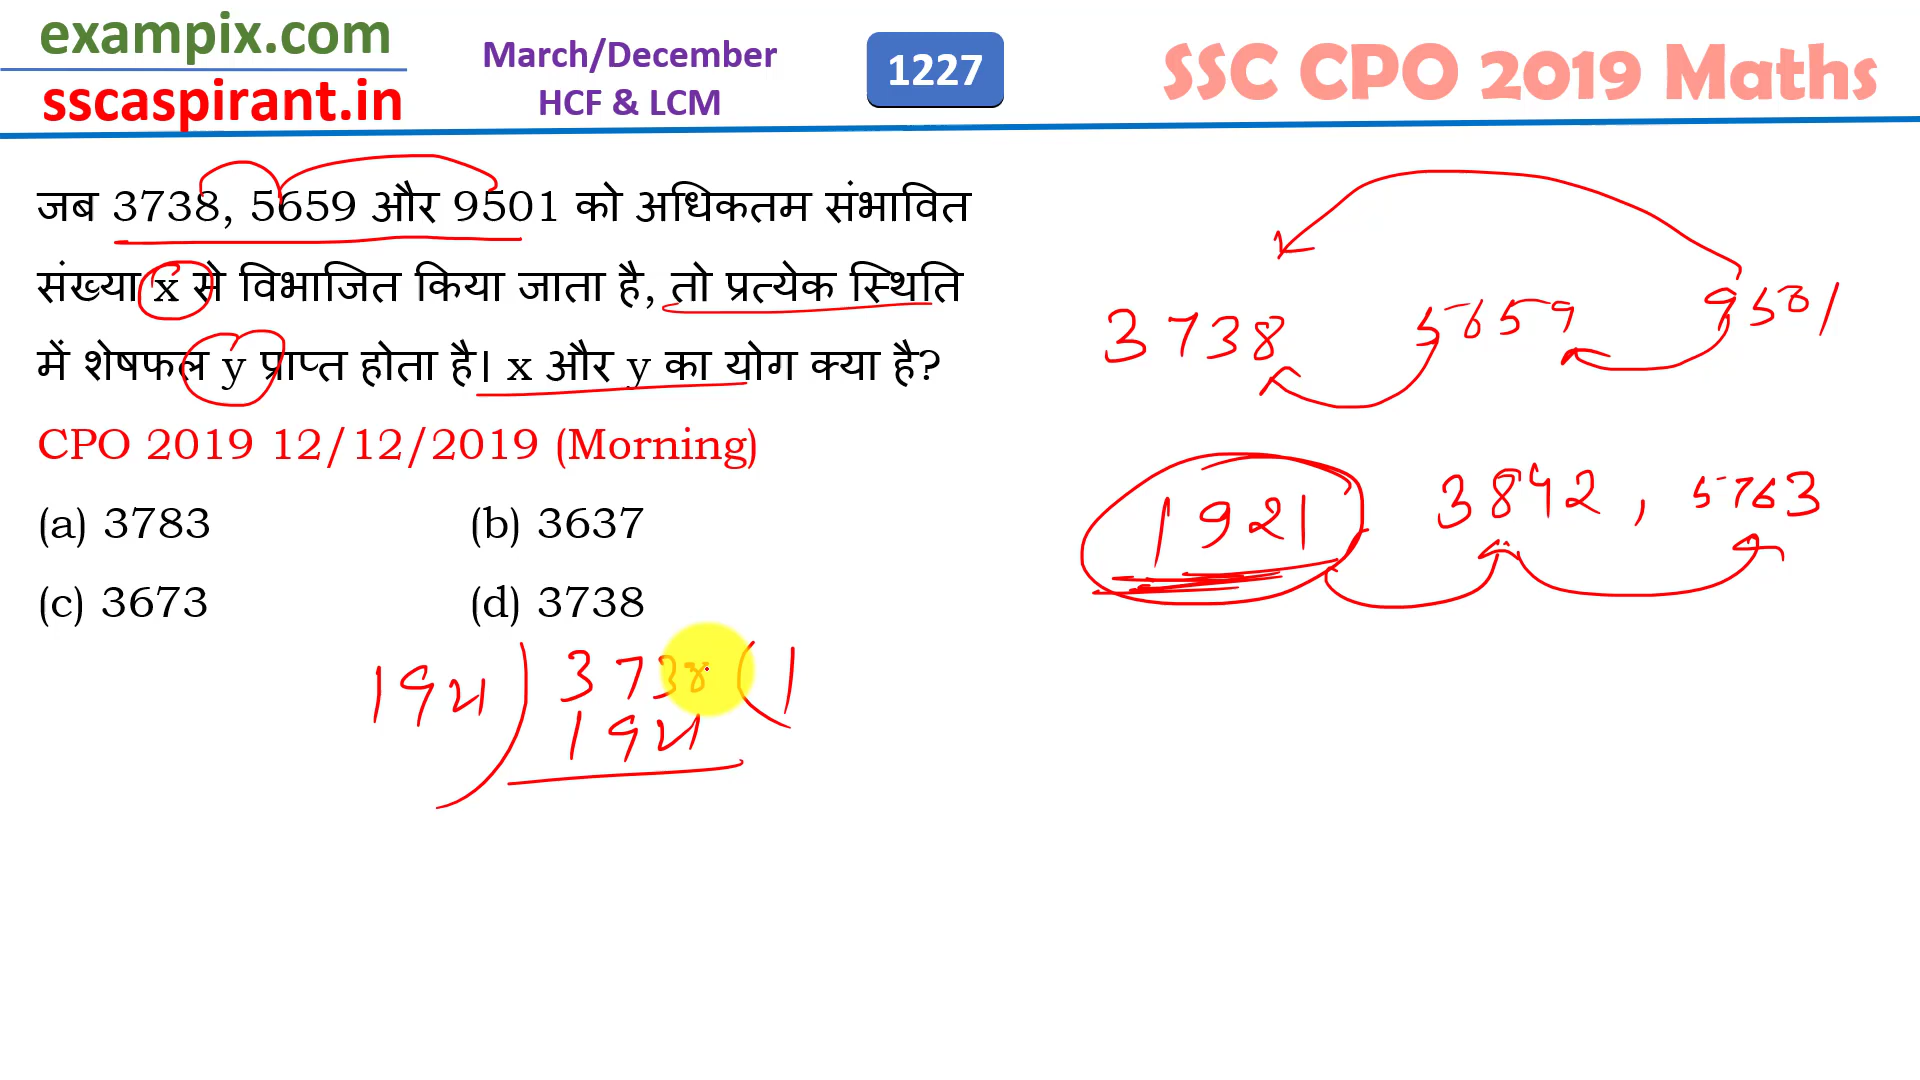 exampix.com
sscaspirant.in
March/December
HCF & LCM
1227
SSC CPO 2019 Maths
जब 3738, 5659 और 9501 को अधिकतम संभावित
संख्या x से विभाजित किया जाता है, तो प्रत्येक स्थिति
में शेषफल y प्राप्त होता है। x और y का योग क्या है?
CPO 2019 12/12/2019 (Morning)
(a) 3783 (b) 3637
(c) 3673 (d) 3738
3738 5659 9501
1921 3842, 5763
1921 ) 3738 ( 1
1921